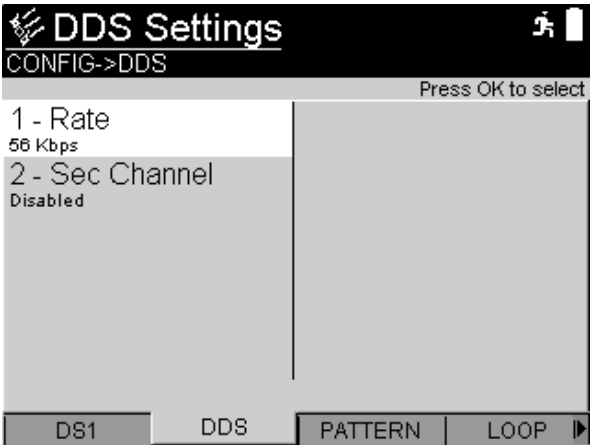 DDS Settings
CONFIG->DDS
Press OK to select
1 - Rate
56 Kbps
2 - Sec Channel
Disabled
DS1 DDS PATTERN LOOP